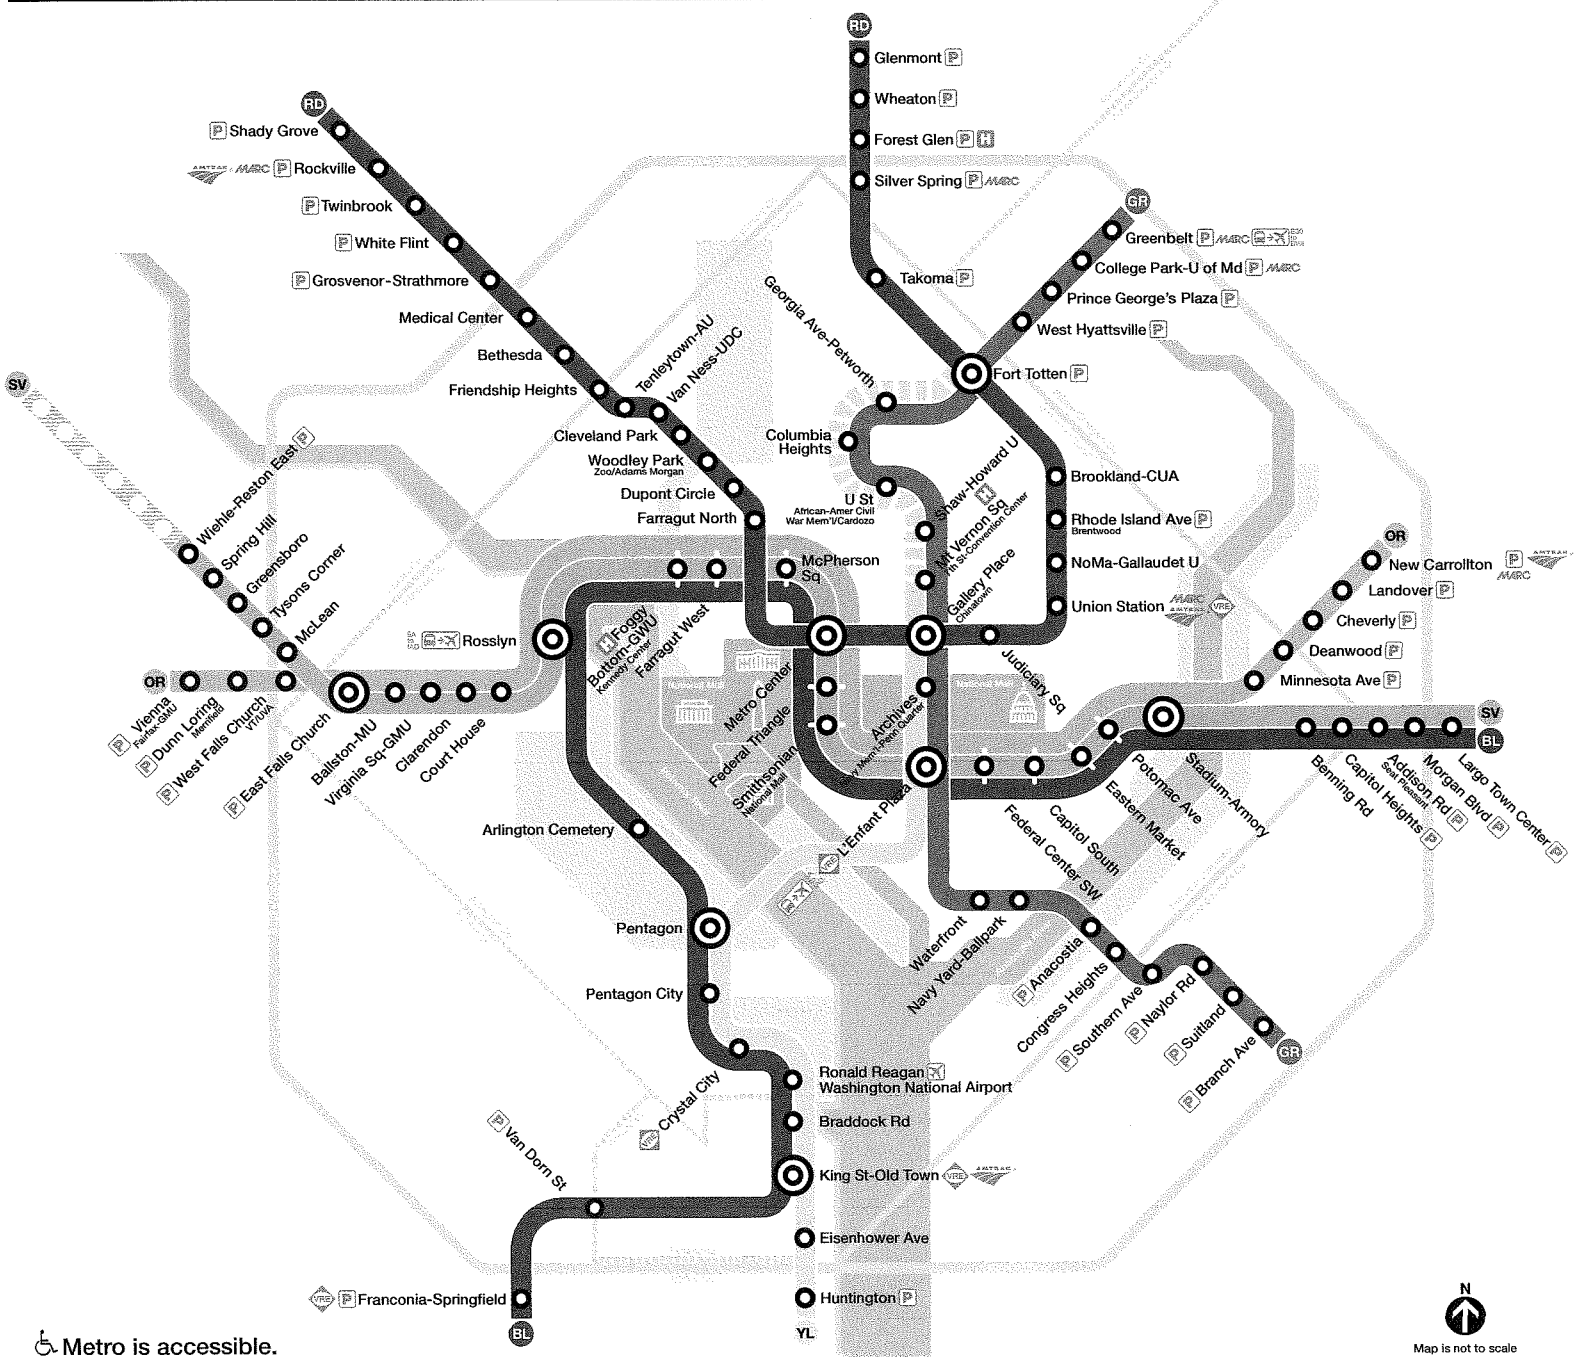 RD
Glenmont P
Wheaton P
Forest Glen P H
Silver Spring P MARC
Takoma P
RD
P Shady Grove
AMTRAK MARC P Rockville
P Twinbrook
P White Flint
P Grosvenor-Strathmore
Medical Center
Bethesda
Friendship Heights
Tenleytown-AU
Van Ness-UDC
Cleveland Park
Woodley Park
Zoo/Adams Morgan
Dupont Circle
Farragut North
GR
Greenbelt P MARC
College Park-U of Md P MARC
Prince George's Plaza P
West Hyattsville P
Fort Totten P
Georgia Ave-Petworth
Columbia
Heights
U St
African-Amer Civil
War Mem'l/Cardozo
Shaw-Howard U
H
Mt Vernon Sq
7th St-Convention Center
Gallery Place
Chinatown
Brookland-CUA
Rhode Island Ave P
Brentwood
NoMa-Gallaudet U
Union Station MARC AMTRAK VRE
Judiciary Sq
SV
Wiehle-Reston East P
Spring Hill
Greensboro
Tysons Corner
McLean
OR
P Vienna
Fairfax-GMU
P Dunn Loring
Merrifield
P West Falls Church
VT/UVA
P East Falls Church
Ballston-MU
Virginia Sq-GMU
Clarendon
Court House
Rosslyn
H Foggy
Bottom-GWU
Kennedy Center
Farragut West
McPherson
Sq
Metro Center
Federal Triangle
Smithsonian
National Mall
Archives
VRE L'Enfant Plaza
Federal Center SW
Capitol South
Eastern Market
Potomac Ave
Stadium-Armory
OR
New Carrollton P MARC AMTRAK
Landover P
Cheverly P
Deanwood P
Minnesota Ave P
SV
BL
Benning Rd
Capitol Heights P
Addison Rd P
Seat Pleasant
Morgan Blvd P
Largo Town Center P
Arlington Cemetery
Pentagon
Pentagon City
VRE Crystal City
Ronald Reagan
Washington National Airport
Braddock Rd
King St-Old Town VRE AMTRAK
P Van Dorn St
Eisenhower Ave
VRE P Franconia-Springfield
BL
Huntington P
YL
Waterfront
Navy Yard-Ballpark
P Anacostia
Congress Heights
P Southern Ave
P Naylor Rd
P Suitland
P Branch Ave
GR
Metro is accessible.
N
Map is not to scale